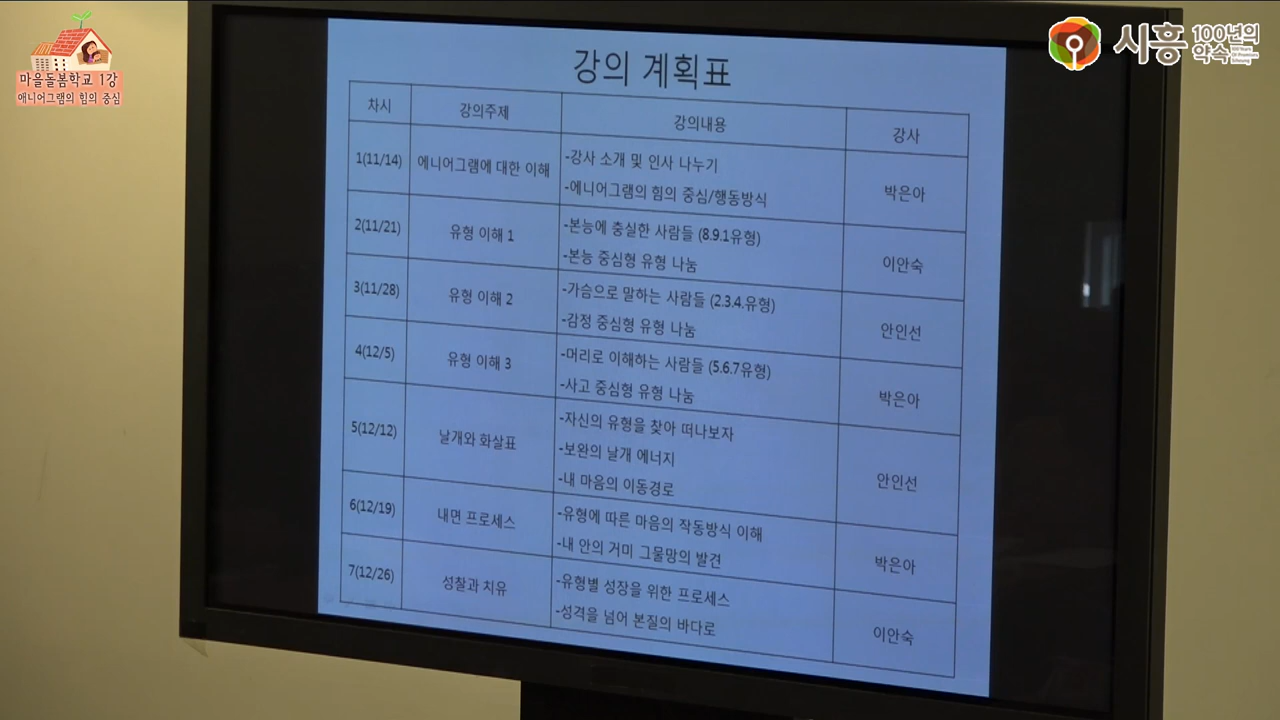 마을돌봄학교 1강
애니어그램의 힘의 중심
시흥 100년의 약속
강의 계획표
차시 강의주제 강의내용 강사
1(11/14) 에니어그램에 대한 이해 -강사 소개 및 인사 나누기
-에니어그램의 힘의 중심/행동방식 박은아
2(11/21) 유형 이해 1 -본능에 충실한 사람들 (8.9.1유형)
-본능 중심형 유형 나눔 이안숙
3(11/28) 유형 이해 2 -가슴으로 말하는 사람들 (2.3.4.유형)
-감정 중심형 유형 나눔 안인선
4(12/5) 유형 이해 3 -머리로 이해하는 사람들 (5.6.7유형)
-사고 중심형 유형 나눔 박은아
5(12/12) 날개와 화살표 -자신의 유형을 찾아 떠나보자
-보완의 날개 에너지
-내 마음의 이동경로 안인선
6(12/19) 내면 프로세스 -유형에 따른 마음의 작동방식 이해
-내 안의 거미 그물망의 발견 박은아
7(12/26) 성찰과 치유 -유형별 성장을 위한 프로세스
-성격을 넘어 본질의 바다로 이안숙